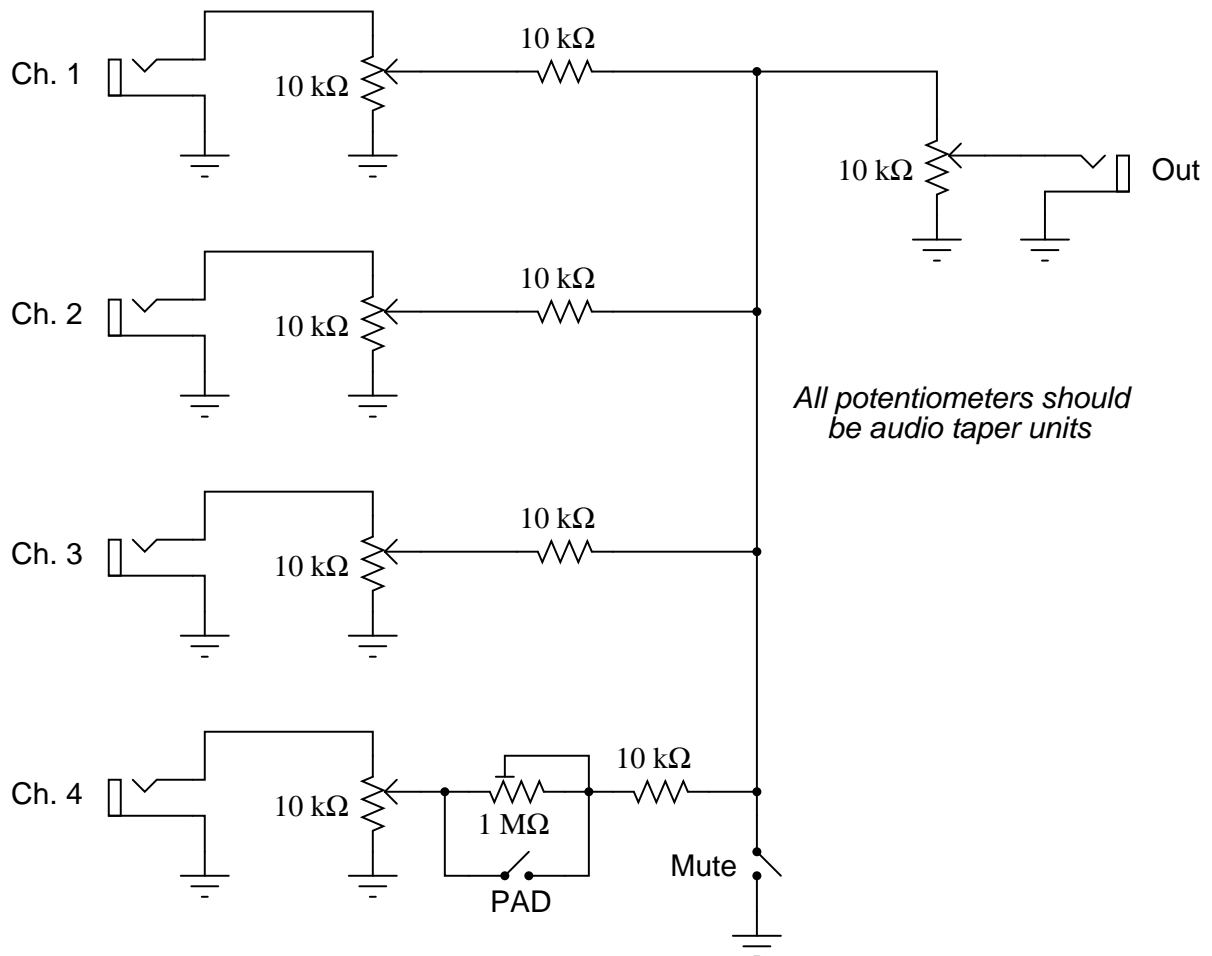 10 kΩ
Ch. 1
10 kΩ
10 kΩ
Out
10 kΩ
Ch. 2
10 kΩ
All potentiometers should
be audio taper units
10 kΩ
Ch. 3
10 kΩ
10 kΩ
Ch. 4
10 kΩ
1 MΩ
PAD
Mute